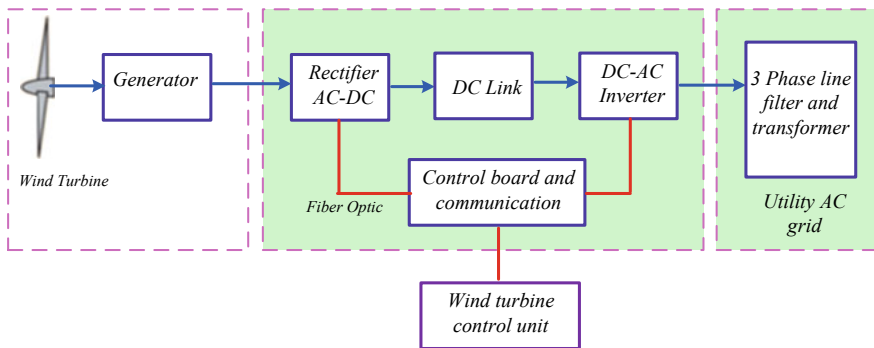 Wind Turbine
Generator
Rectifier
AC-DC
DC Link
DC-AC
Inverter
3 Phase line
filter and
transformer
Fiber Optic
Control board and
communication
Utility AC
grid
Wind turbine
control unit